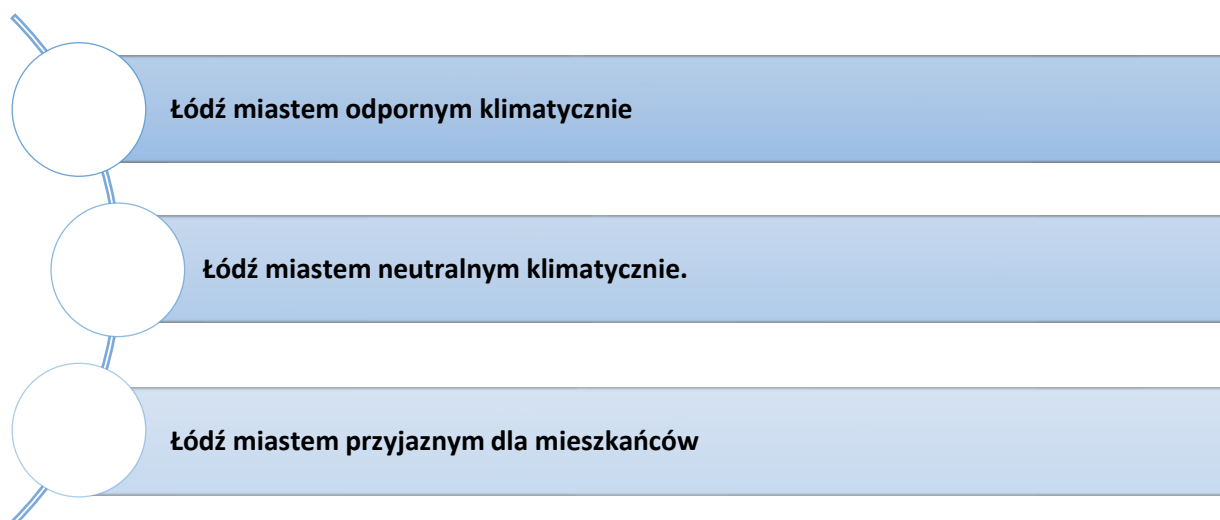 Łódź miastem odpornym klimatycznie
Łódź miastem neutralnym klimatycznie.
Łódź miastem przyjaznym dla mieszkańców